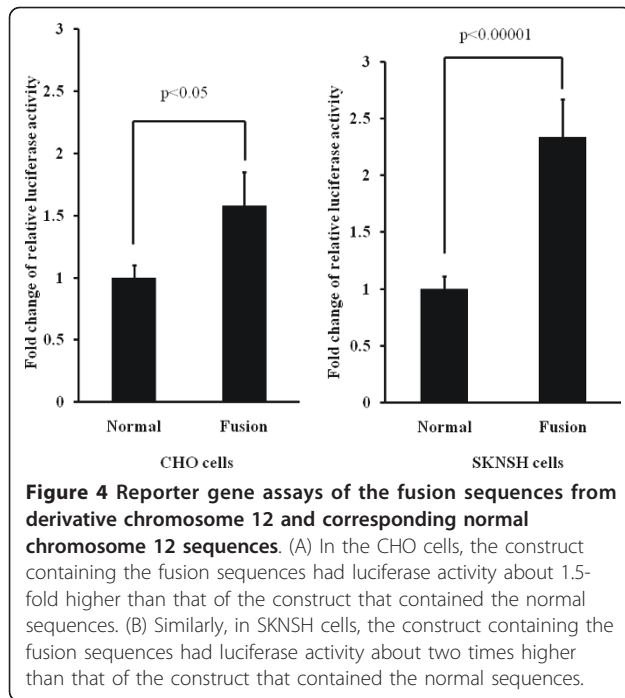 3
2.5
2
1.5
1
0.5
0
Fold change of relative luciferase activity
p<0.05
Normal Fusion
CHO cells
3
2.5
2
1.5
1
0.5
0
Fold change of relative luciferase activity
p<0.00001
Normal Fusion
SKNSH cells
Figure 4 Reporter gene assays of the fusion sequences from
derivative chromosome 12 and corresponding normal
chromosome 12 sequences. (A) In the CHO cells, the construct
containing the fusion sequences had luciferase activity about 1.5-
fold higher than that of the construct that contained the normal
sequences. (B) Similarly, in SKNSH cells, the construct containing the
fusion sequences had luciferase activity about two times higher
than that of the construct that contained the normal sequences.